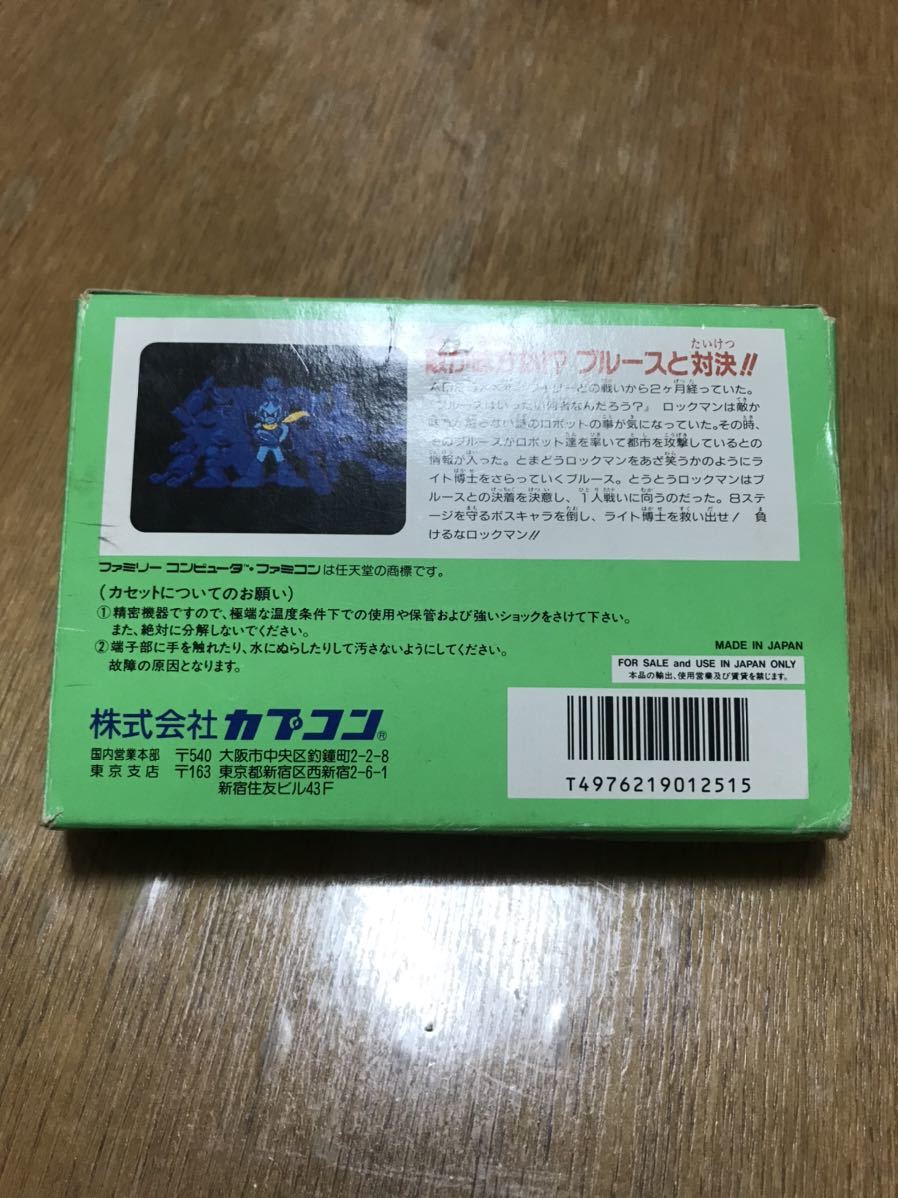 たいけつ
ブルースと対決!!
との戦いから2ヶ月経っていた。
者なんだろう?』 ロックマンは敵か
ない謎のロボットの事が気になっていた。その時、
そのブルースがロボット達を率いて都市を攻撃しているとの
情報が入った。とまどうロックマンをあざ笑うかのようにラ
イト博士をさらっていくブルース。とうとうロックマンはブ
ルースとの決着を決意し、1人戦いに向うのだった。8ステ
ージを守るボスキャラを倒し、ライト博士を救い出せ! 負
けるなロックマン!!
ファミリー コンピュータ™・ファミコンは任天堂の商標です。
(カセットについてのお願い)
①精密機器ですので、極端な温度条件下での使用や保管および強いショックをさけて下さい。
また、絶対に分解しないでください。
②端子部に手を触れたり、水にぬらしたりして汚さないようにしてください。
故障の原因となります。
MADE IN JAPAN
FOR SALE and USE IN JAPAN ONLY
本品の輸出、使用営業及び賃貸を禁じます。
株式会社 カプコン®
国内営業本部 〒540 大阪市中央区釣鐘町2-2-8
東京支店 〒163 東京都新宿区西新宿2-6-1
新宿住友ビル43F
T4976219012515